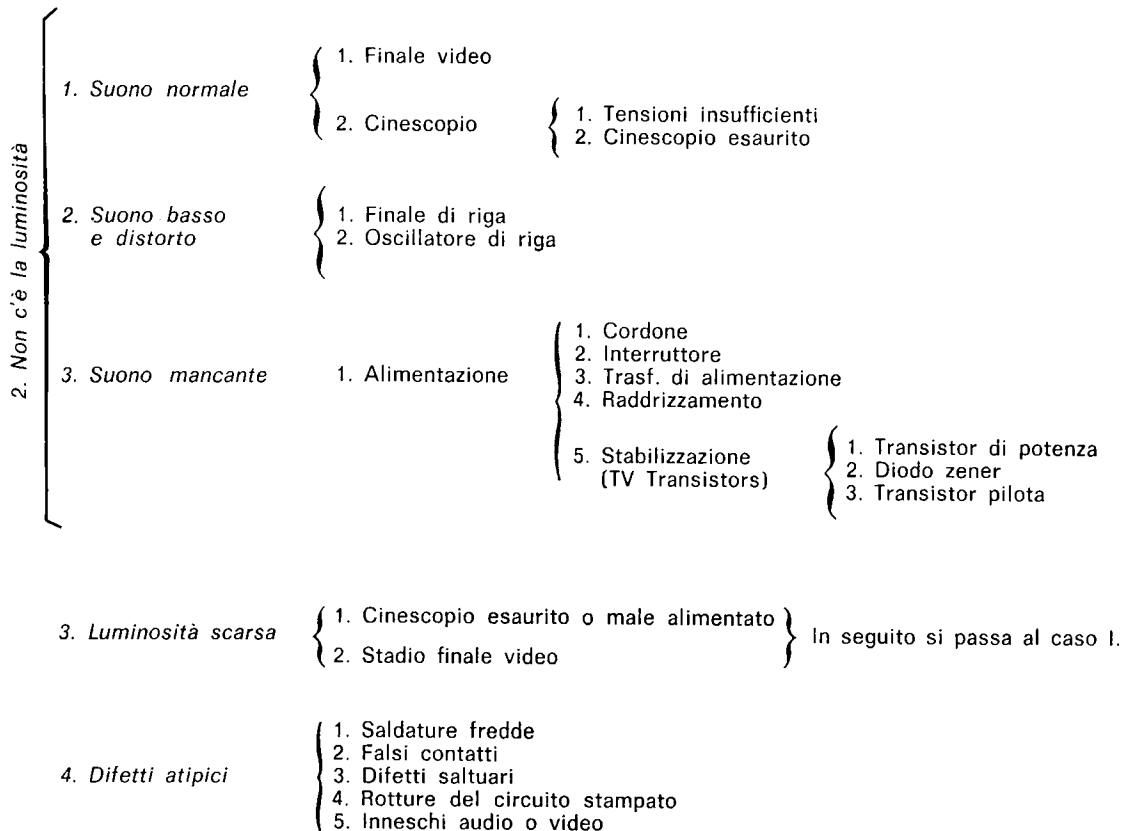 2. Non c'è la luminosità
1. Suono normale
1. Finale video
2. Cinescopio
1. Tensioni insufficienti
2. Cinescopio esaurito
2. Suono basso
e distorto
1. Finale di riga
2. Oscillatore di riga
3. Suono mancante
1. Alimentazione
1. Cordone
2. Interruttore
3. Trasf. di alimentazione
4. Raddrizzamento
5. Stabilizzazione
(TV Transistors)
1. Transistor di potenza
2. Diodo zener
3. Transistor pilota
3. Luminosità scarsa
1. Cinescopio esaurito o male alimentato
2. Stadio finale video
In seguito si passa al caso I.
4. Difetti atipici
1. Saldature fredde
2. Falsi contatti
3. Difetti saltuari
4. Rotture del circuito stampato
5. Inneschi audio o video